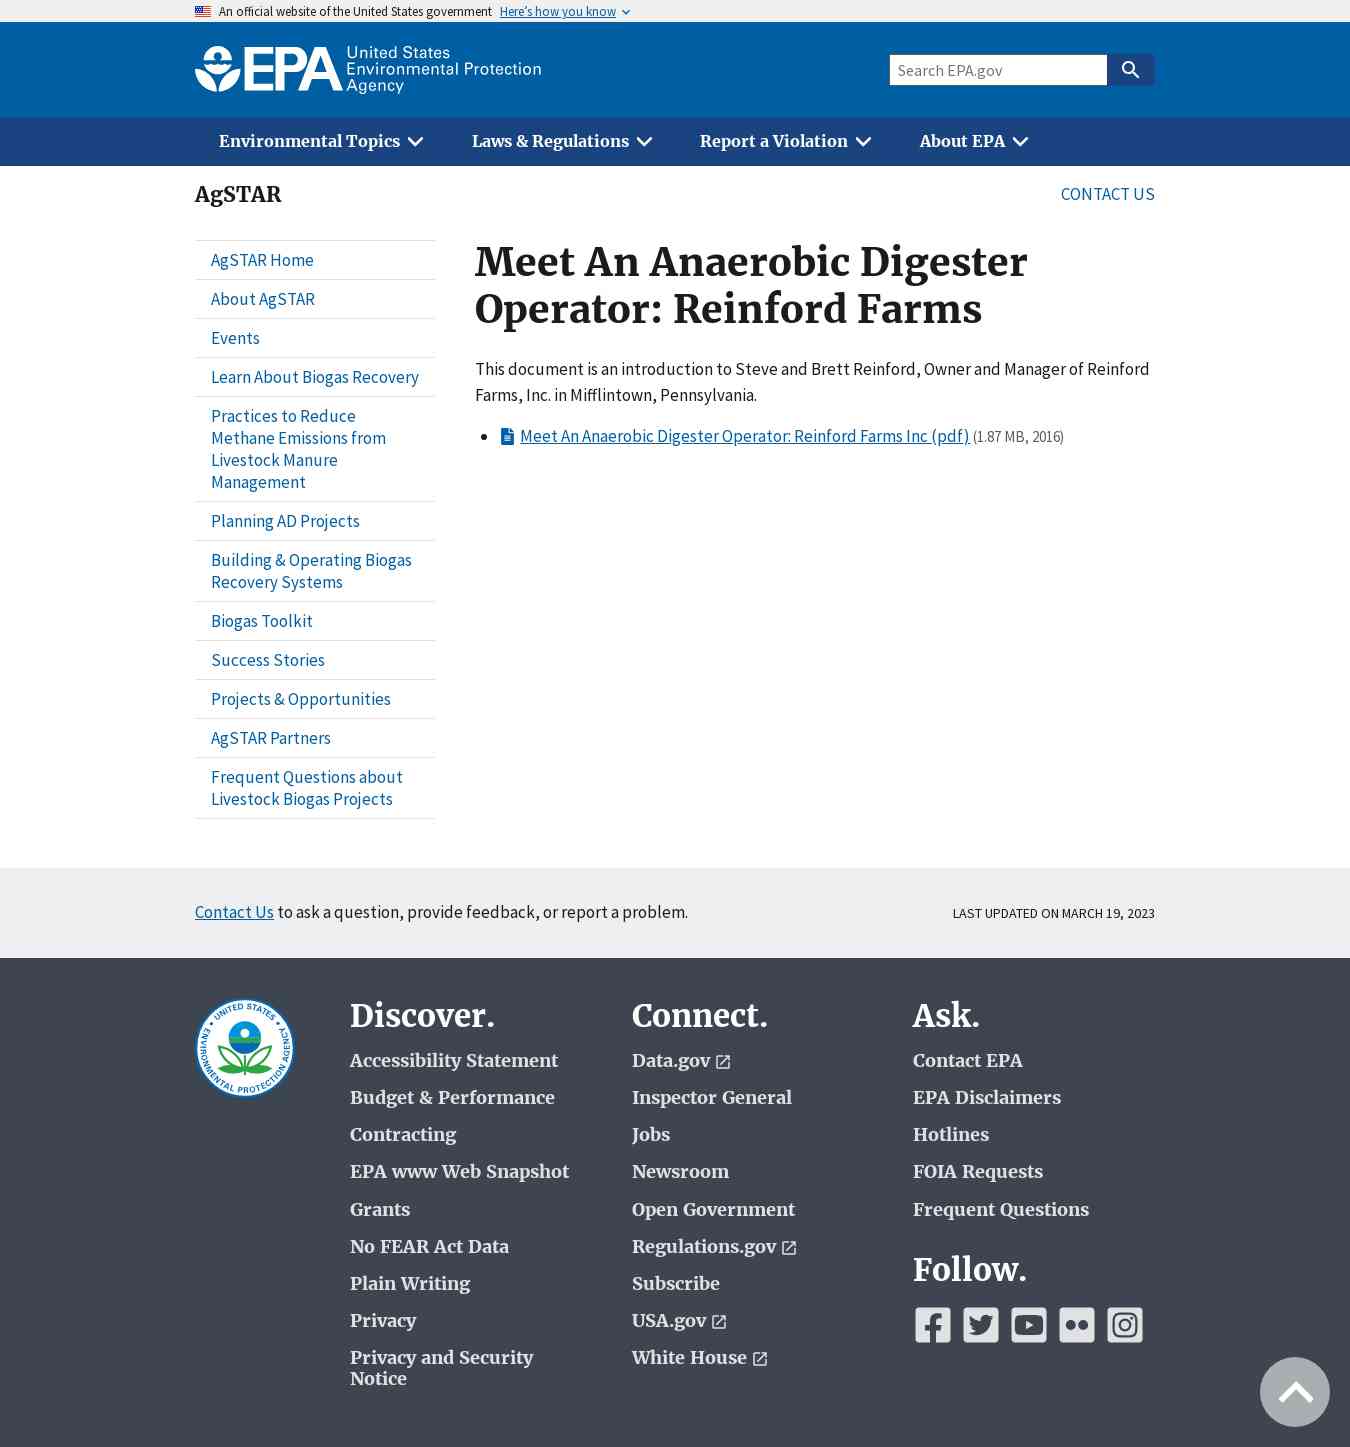 An official website of the United States government Here's how you know
EPA United States
Environmental Protection
Agency
Search EPA.gov
Environmental Topics Laws & Regulations Report a Violation About EPA
AgSTAR
CONTACT US
AgSTAR Home
About AgSTAR
Events
Learn About Biogas Recovery
Practices to Reduce
Methane Emissions from
Livestock Manure
Management
Planning AD Projects
Building & Operating Biogas
Recovery Systems
Biogas Toolkit
Success Stories
Projects & Opportunities
AgSTAR Partners
Frequent Questions about
Livestock Biogas Projects
Meet An Anaerobic Digester
Operator: Reinford Farms
This document is an introduction to Steve and Brett Reinford, Owner and Manager of Reinford
Farms, Inc. in Mifflintown, Pennsylvania.
Meet An Anaerobic Digester Operator: Reinford Farms Inc (pdf) (1.87 MB, 2016)
Contact Us to ask a question, provide feedback, or report a problem.
LAST UPDATED ON MARCH 19, 2023
UNITED STATES
ENVIRONMENTAL PROTECTION AGENCY
Discover.
Accessibility Statement
Budget & Performance
Contracting
EPA www Web Snapshot
Grants
No FEAR Act Data
Plain Writing
Privacy
Privacy and Security
Notice
Connect.
Data.gov
Inspector General
Jobs
Newsroom
Open Government
Regulations.gov
Subscribe
USA.gov
White House
Ask.
Contact EPA
EPA Disclaimers
Hotlines
FOIA Requests
Frequent Questions
Follow.